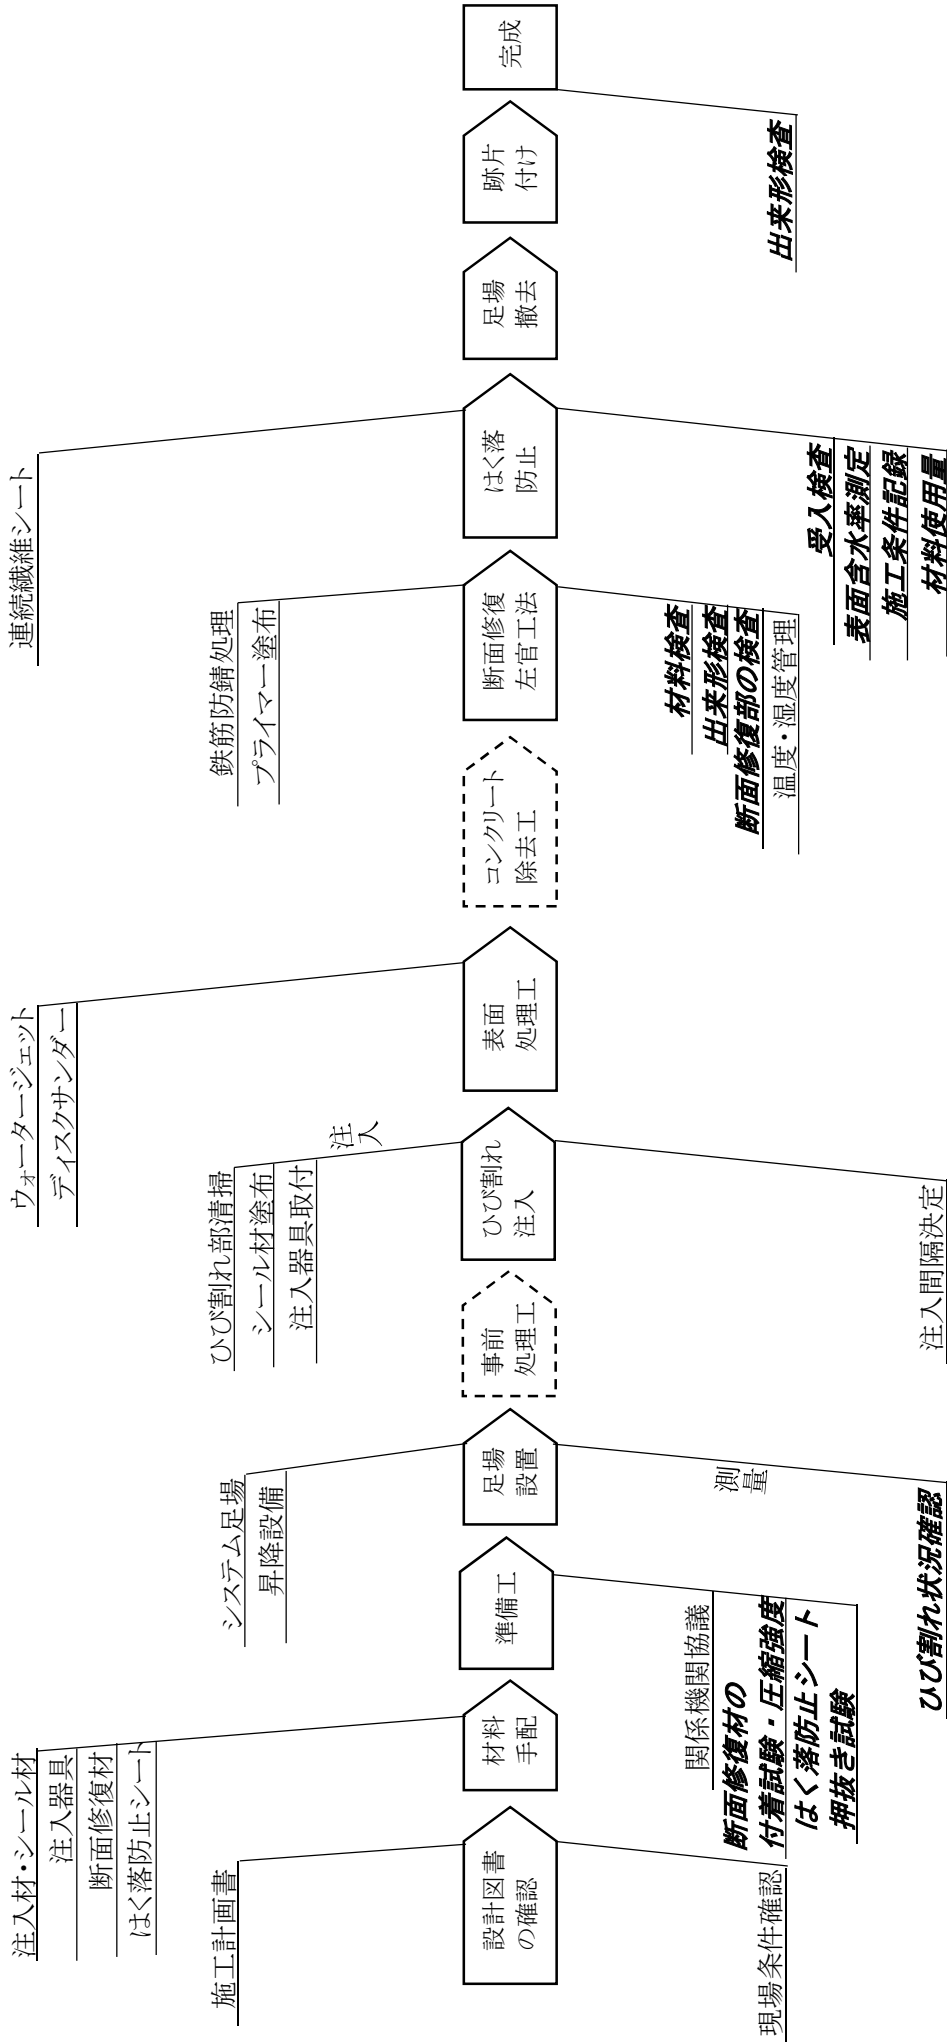 注入材・シール材
注入器具
断面修復材
はく落防止シート
施工計画書
システム足場
昇降設備
ひび割れ部清掃
シール材塗布
注入器具取付
注
入
ウォータージェット
ディスクサンダー
鉄筋防錆処理
プライマー塗布
連続繊維シート
設計図書
の確認
材料
手配
準備工
足場
設置
事前
処理工
ひび割れ
注入
表面
処理工
コンクリート
除去工
断面修復
左官工法
はく落
防止
足場
撤去
跡片
付け
完成
現場条件確認
関係機関協議
断面修復材の
付着試験・圧縮強度
はく落防止シート
押抜き試験
測
量
ひび割れ状況確認
注入間隔決定
材料検査
出来形検査
断面修復部の検査
温度・湿度管理
受入検査
表面含水率測定
施工条件記録
材料使用量
出来形検査